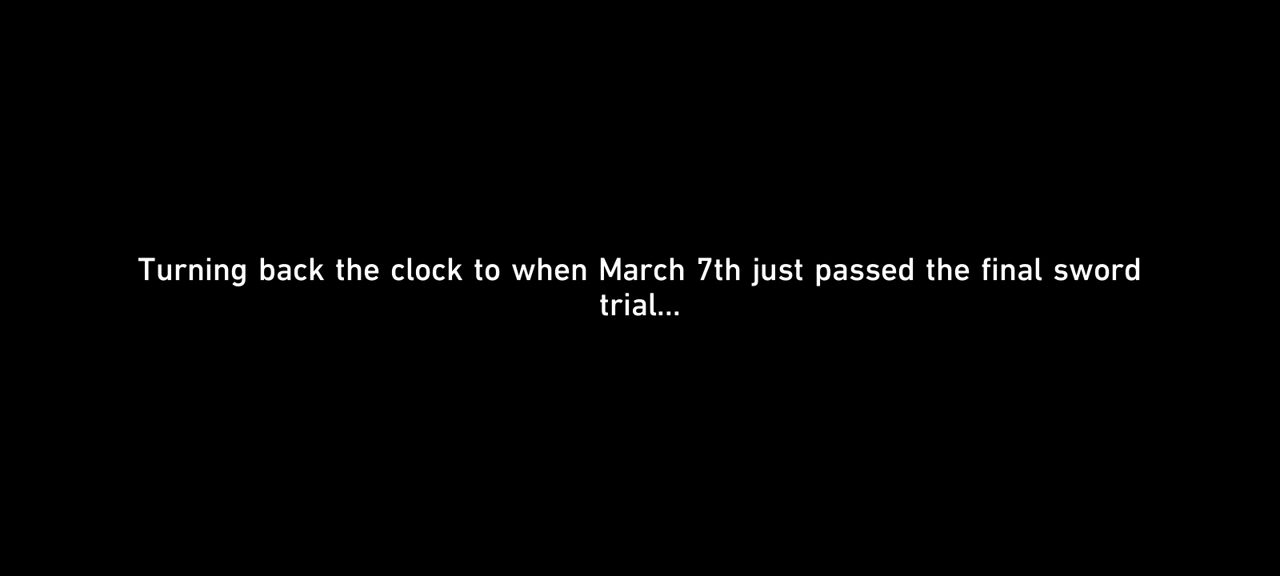 Turning back the clock to when March 7th just passed the final sword
trial...